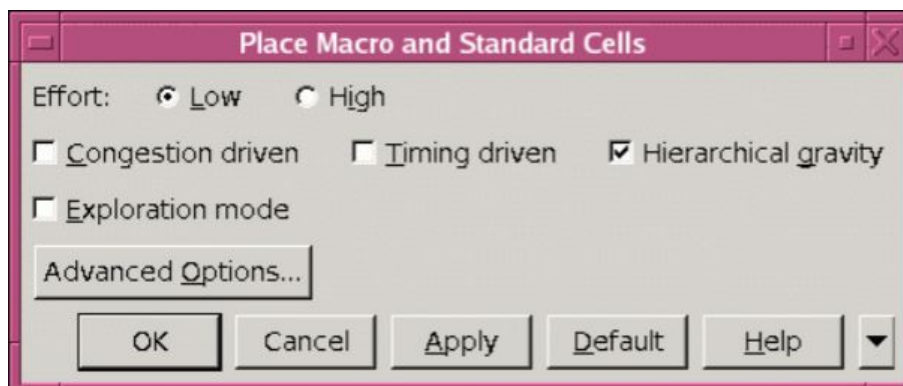 Place Macro and Standard Cells
Effort: Low High
Congestion driven Timing driven Hierarchical gravity
Exploration mode
Advanced Options...
OK Cancel Apply Default Help